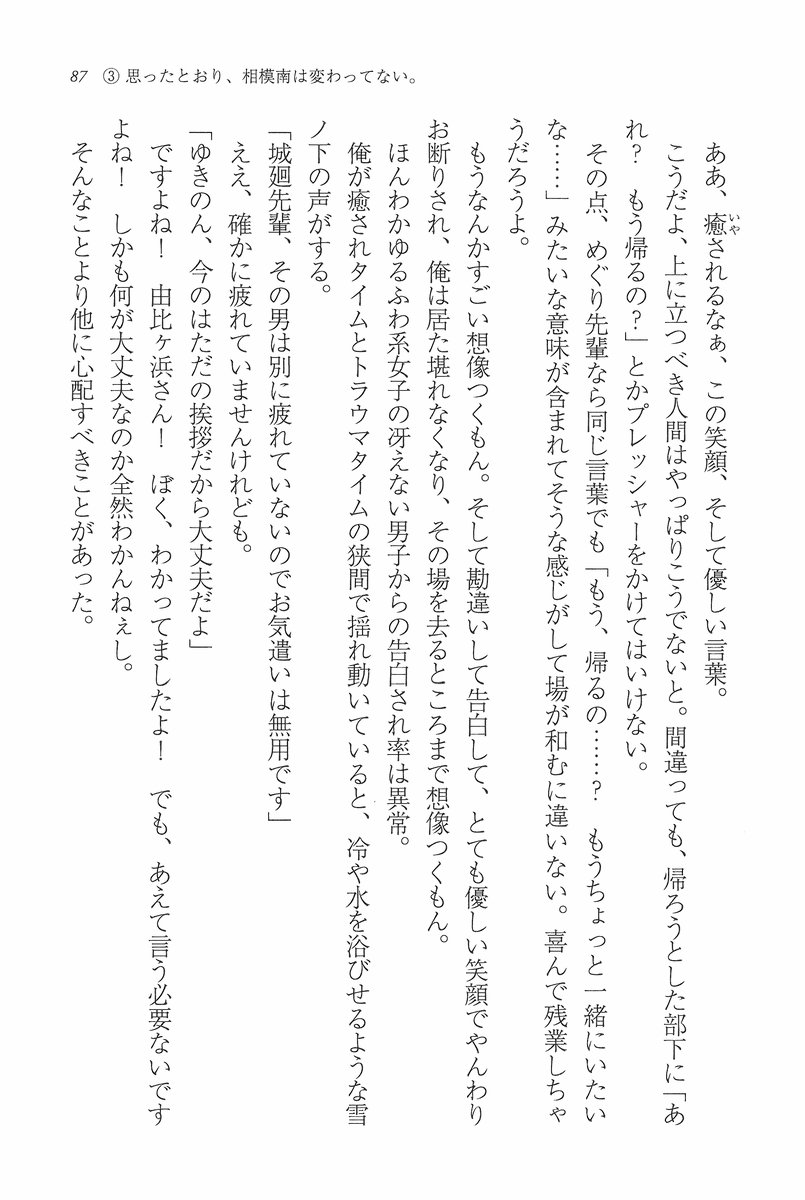 87　③思ったとおり、相模南は変わってない。
ああ、癒されるなぁ、この笑顔、そして優しい言葉。
いや
こうだよ、上に立つべき人間はやっぱりこうでないと。間違っても、帰ろうとした部下に「あ
れ？　もう帰るの？」とかプレッシャーをかけてはいけない。
その点、めぐり先輩なら同じ言葉でも「もう、帰るの……？　もうちょっと一緒にいたい
な……」みたいな意味が含まれてそうな感じがして場が和むに違いない。喜んで残業しちゃ
うだろうよ。
もうなんかすごい想像つくもん。そして勘違いして告白して、とても優しい笑顔でやんわり
お断りされ、俺は居た堪れなくなり、その場を去るところまで想像つくもん。
ほんわかゆるふわ系女子の冴えない男子からの告白され率は異常。
俺が癒されタイムとトラウマタイムの狭間で揺れ動いていると、冷や水を浴びせるような雪
ノ下の声がする。
「城廻先輩、その男は別に疲れていないのでお気遣いは無用です」
ええ、確かに疲れていませんけれども。
「ゆきのん、今のはただの挨拶だから大丈夫だよ」
ですよね！　由比ヶ浜さん！　ぼく、わかってましたよ！　でも、あえて言う必要ないです
よね！　しかも何が大丈夫なのか全然わかんねぇし。
そんなことより他に心配すべきことがあった。